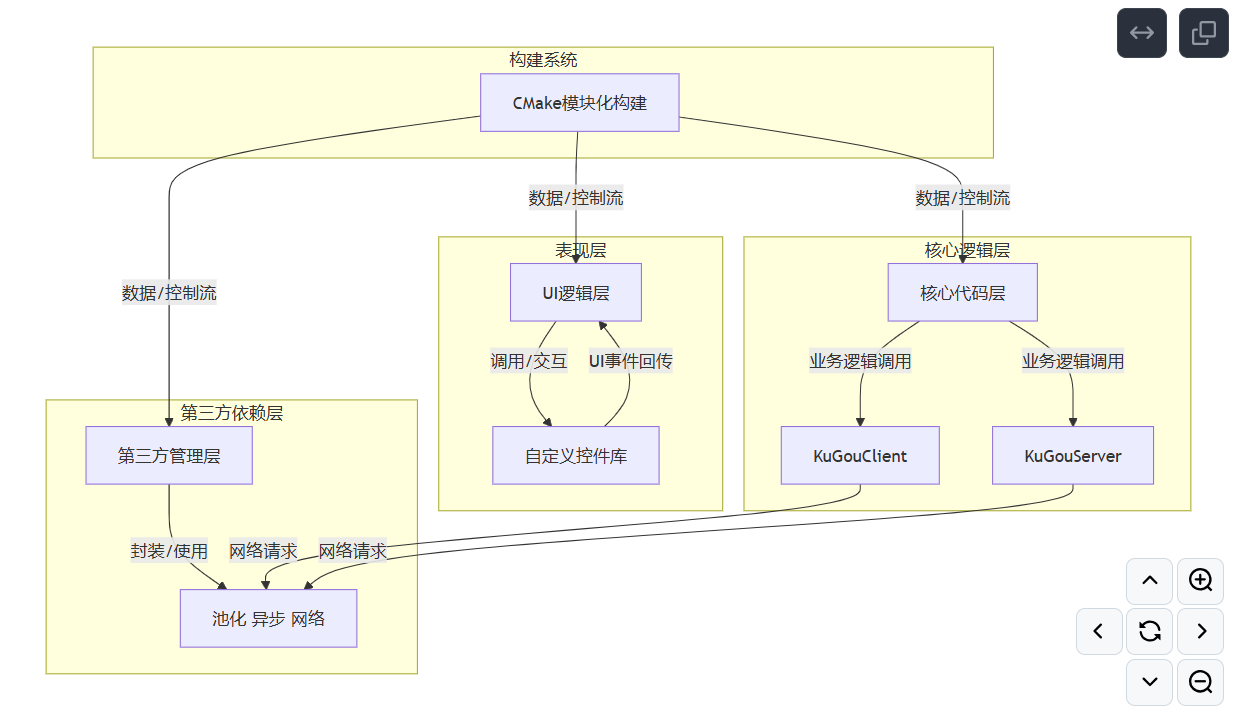 构建系统
CMake模块化构建
数据/控制流
数据/控制流
数据/控制流
表现层
核心逻辑层
UI逻辑层
核心代码层
调用/交互
UI事件回传
业务逻辑调用
业务逻辑调用
第三方依赖层
第三方管理层
自定义控件库
KuGouClient
KuGouServer
封装/使用
网络请求
网络请求
池化 异步 网络